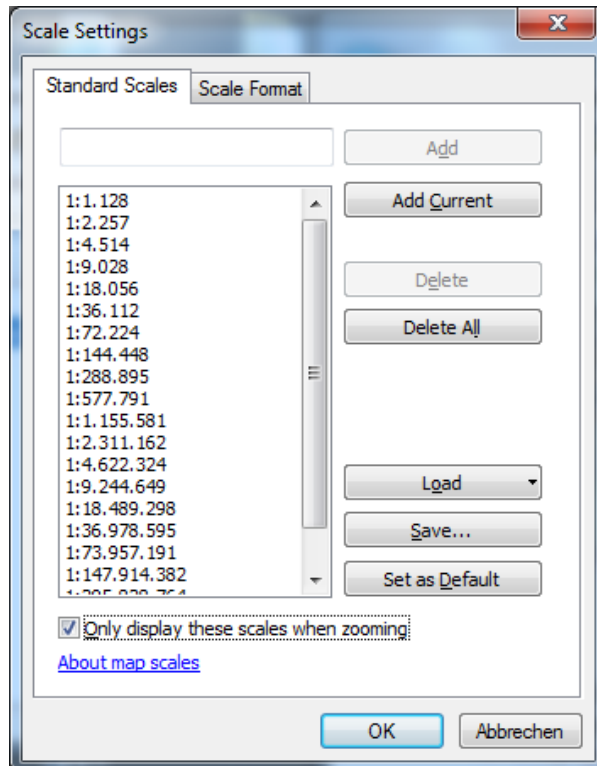 Scale Settings
Standard Scales
Scale Format
Add
1:1.128
1:2.257
1:4.514
1:9.028
1:18.056
1:36.112
1:72.224
1:144.448
1:288.895
1:577.791
1:1.155.581
1:2.311.162
1:4.622.324
1:9.244.649
1:18.489.298
1:36.978.595
1:73.957.191
1:147.914.382
Add Current
Delete
Delete All
Load
Save...
Set as Default
Only display these scales when zooming
About map scales
OK
Abbrechen